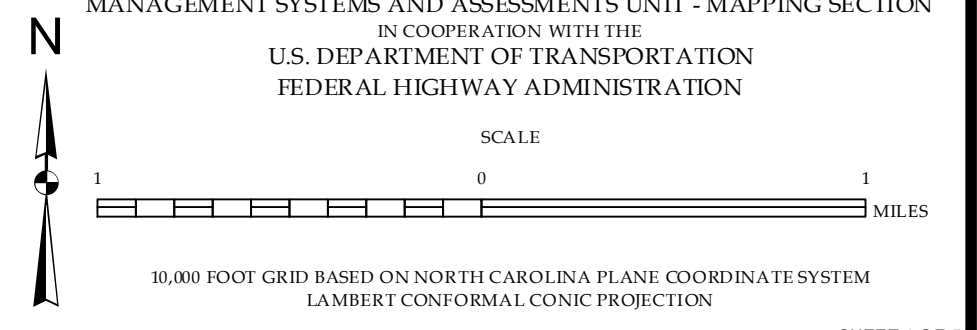 MANAGEMENT SYSTEMS AND ASSESSMENTS UNIT - MAPPING SECTION
N
IN COOPERATION WITH THE
U.S. DEPARTMENT OF TRANSPORTATION
FEDERAL HIGHWAY ADMINISTRATION
SCALE
1 0 1
MILES
10,000 FOOT GRID BASED ON NORTH CAROLINA PLANE COORDINATE SYSTEM
LAMBERT CONFORMAL CONIC PROJECTION